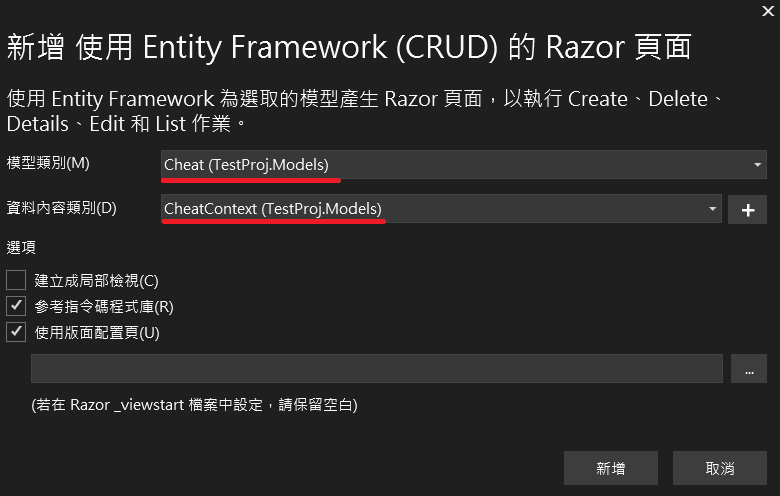 新增 使用 Entity Framework (CRUD) 的 Razor 頁面
使用 Entity Framework 為選取的模型產生 Razor 頁面，以執行 Create、Delete、
Details、Edit 和 List 作業。
模型類別(M)
Cheat (TestProj.Models)
資料內容類別(D)
CheatContext (TestProj.Models)
選項
建立成局部檢視(C)
參考指令碼程式庫(R)
使用版面配置頁(U)
...
(若在 Razor _viewstart 檔案中設定，請保留空白)
新增
取消